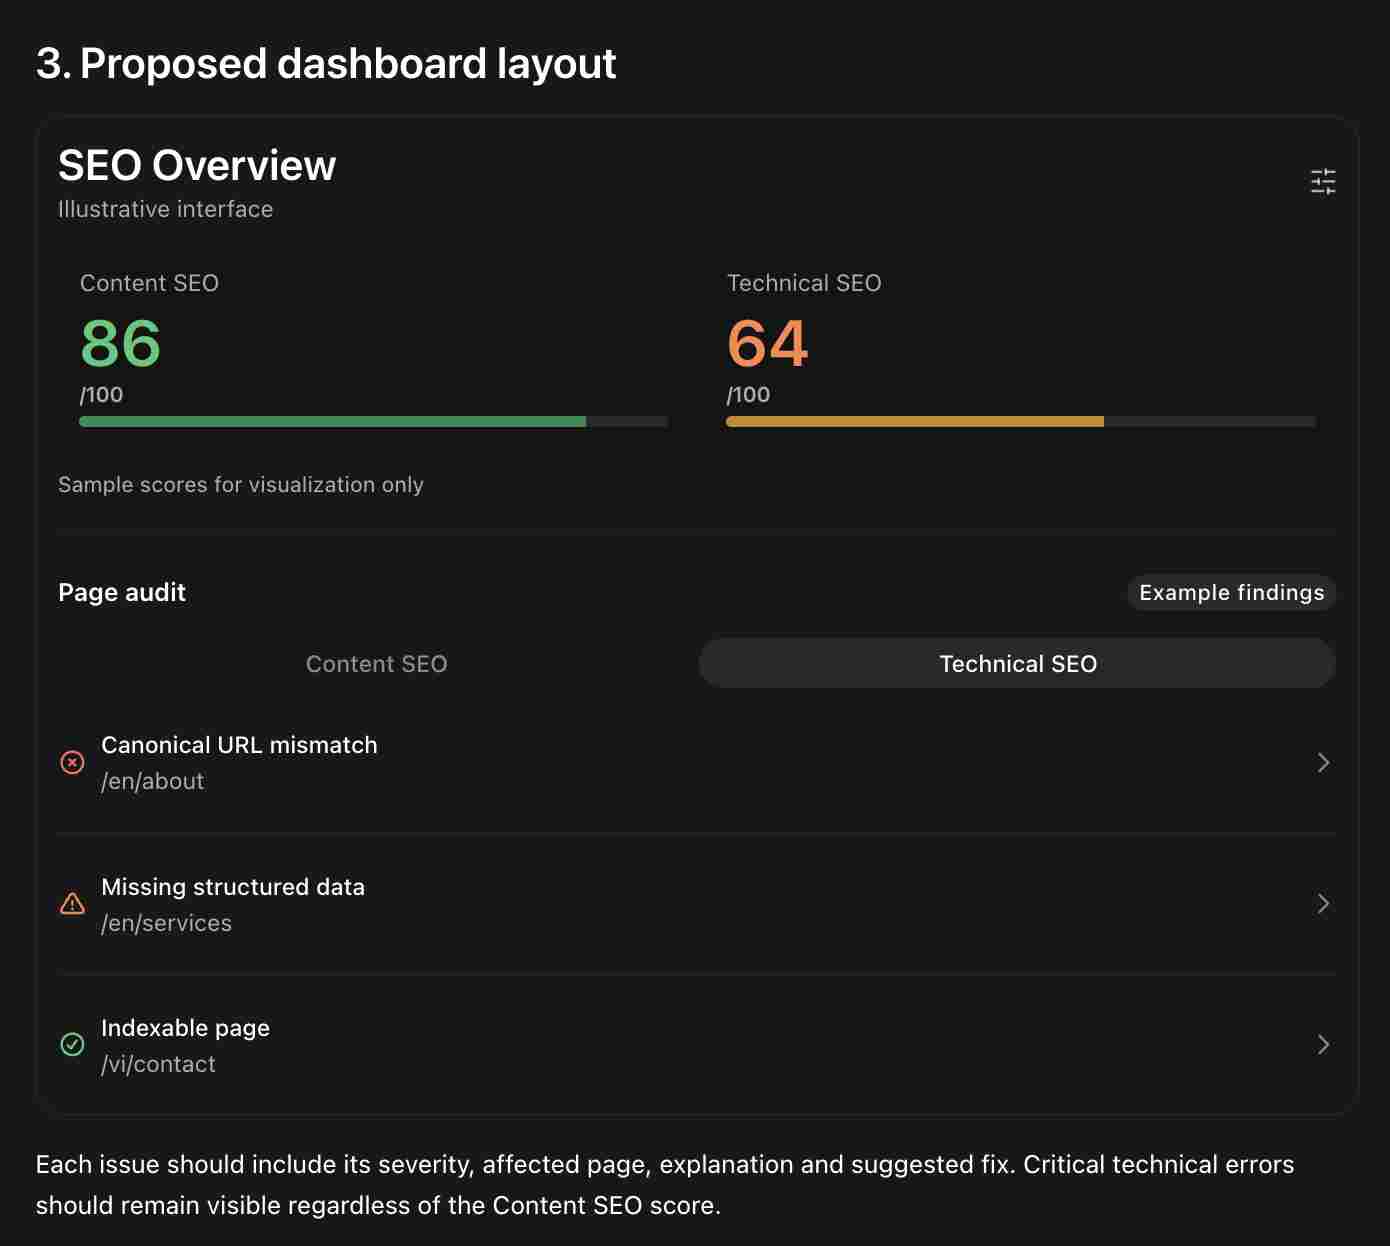 3. Proposed dashboard layout
SEO Overview
Illustrative interface
Content SEO
86
/100
Technical SEO
64
/100
Sample scores for visualization only
Page audit
Example findings
Content SEO
Technical SEO
Canonical URL mismatch
/en/about
Missing structured data
/en/services
Indexable page
/vi/contact
Each issue should include its severity, affected page, explanation and suggested fix. Critical technical errors
should remain visible regardless of the Content SEO score.